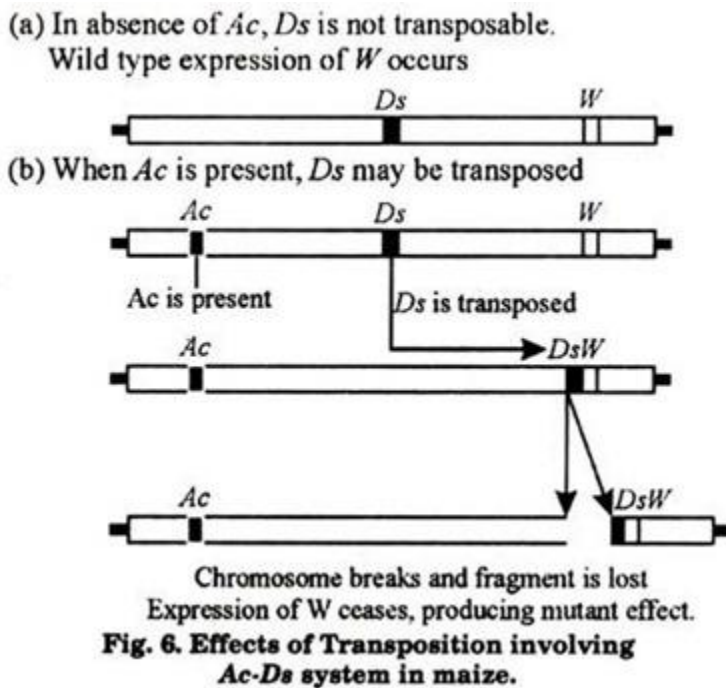 (a) In absence of Ac, Ds is not transposable.
Wild type expression of W occurs
Ds W
(b) When Ac is present, Ds may be transposed
Ac Ds W
Ac is present
Ds is transposed
Ac DsW
Ac DsW
Chromosome breaks and fragment is lost
Expression of W ceases, producing mutant effect.
Fig. 6. Effects of Transposition involving
Ac-Ds system in maize.